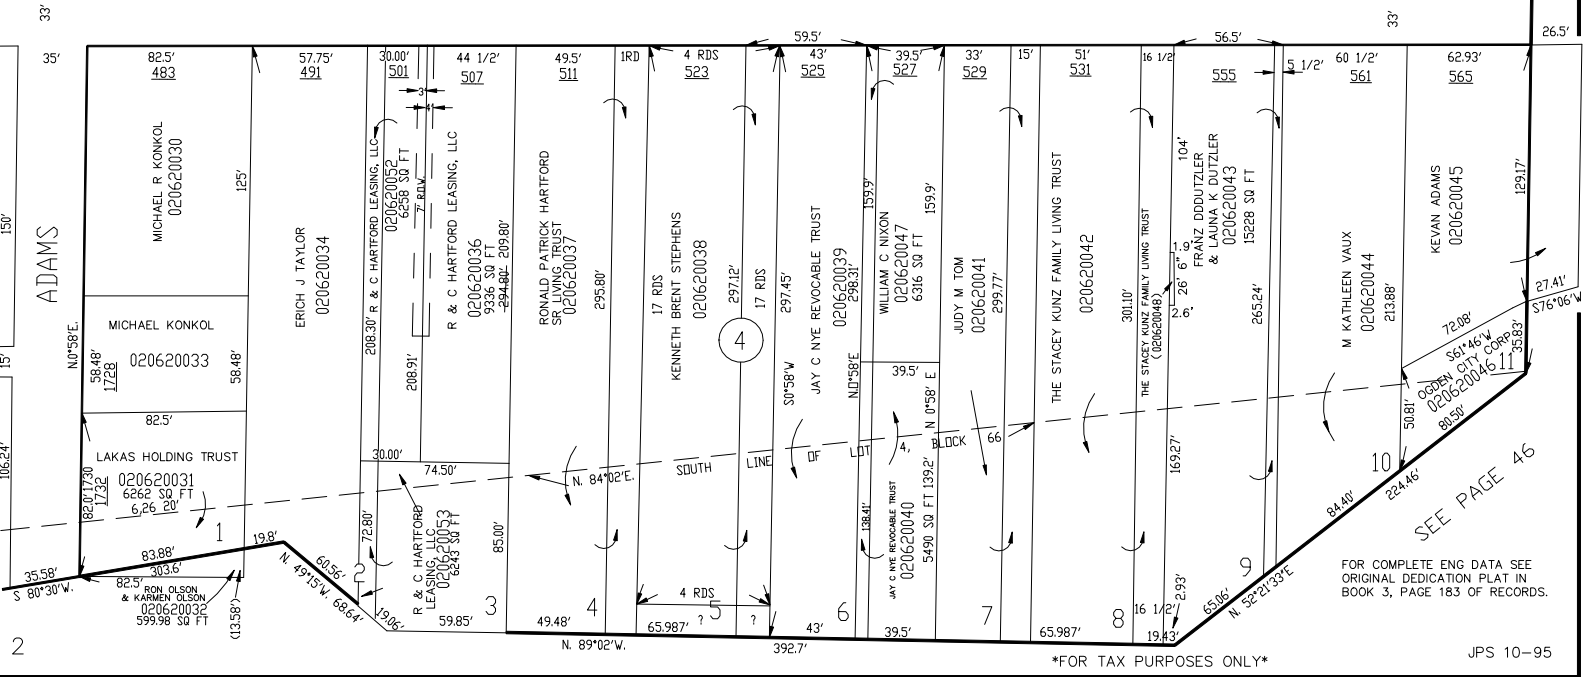 33'
33'
26.5'
35'
82.5'
483
57.75'
491
30.00'
501
44 1/2'
507
49.5'
511
1RD
4 RDS
523
59.5'
43'
525
39.5'
527
33'
529
15'
51'
531
16 1/2'
56.5'
555
5 1/2'
60 1/2'
561
62.93'
565
3'
4'
7' R□W.
150'
15'
106.24'
ADAMS
N.0°58'E.
MICHAEL R KONKOL
020620030
125'
MICHAEL KONKOL
020620033
58.48'
1728
58.48'
82.5'
LAKAS HOLDING TRUST
020620031
6262 SQ FT
6,26 20'
82.0'1730
1732
1
19.8'
83.88'
303.6'
82.5'
RON OLSON
& KARMEN OLSON
020620032
599.98 SQ FT
(13.58')
35.58'
S 80°30'W.
2
ERICH J TAYLOR
020620034
208.30'
R & C HARTFORD LEASING, LLC
020620052
6258 SQ FT
208.91'
R & C HARTFORD LEASING, LLC
020620036
9336 SQ FT
294.80' 209.80'
30.00'
74.50'
72.80'
60.56'
N. 49°15'W. 68.64'
19.06'
2
R & C HARTFORD
LEASING, LLC
020620053
6243 SQ FT
85.00'
3
59.85'
RONALD PATRICK HARTFORD
SR LIVING TRUST
020620037
295.80'
N. 84°02'E.
4
49.48'
N. 89°02'W.
17 RDS
KENNETH BRENT STEPHENS
020620038
297.12'
17 RDS
4
SOUTH LINE OF LOT 4, BLOCK 66
4 RDS
5
?
?
65.987'
392.7'
297.45'
S0°58'W
JAY C NYE REVOCABLE TRUST
020620039
298.31'
N.0°58'E
159.9'
WILLIAM C NIXON
020620047
6316 SQ FT
159.9'
39.5'
138.41'
JAY C NYE REVOCABLE TRUST
020620040
5490 SQ FT
139.2'
N 0°58' E
6
43'
39.5'
JUDY M TOM
020620041
299.77'
7
THE STACEY KUNZ FAMILY LIVING TRUST
020620042
301.10'
65.987'
8
THE STACEY KUNZ FAMILY LIVING TRUST
(020620048)
16 1/2'
104'
1.9'
26' 6"
2.6'
FRANZ DDDUTZLER
& LAUNA K DUTZLER
020620043
15228 SQ FT
265.24'
169.27'
2.93'
19.43'
65.06'
N. 52°21'33"E
9
M KATHLEEN VAUX
020620044
213.88'
50.81'
84.40'
224.46'
10
KEVAN ADAMS
020620045
129.17'
27.41'
S76°06'W
72.08'
S61°46'W
35.83'
OGDEN CITY CORP
020620046
11
80.50'
SEE PAGE 46
FOR COMPLETE ENG DATA SEE
ORIGINAL DEDICATION PLAT IN
BOOK 3, PAGE 183 OF RECORDS.
*FOR TAX PURPOSES ONLY*
JPS 10-95